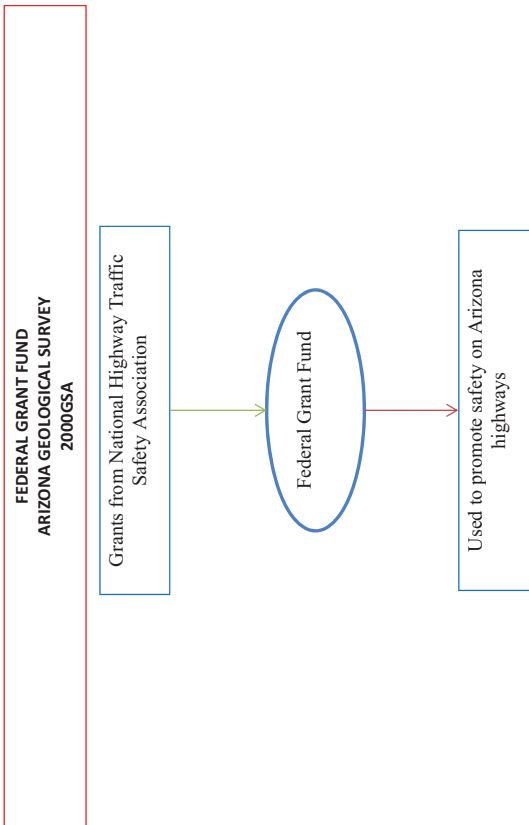 FEDERAL GRANT FUND
ARIZONA GEOLOGICAL SURVEY
2000GSA
Grants from National Highway Traffic
Safety Association
Federal Grant Fund
Used to promote safety on Arizona
highways